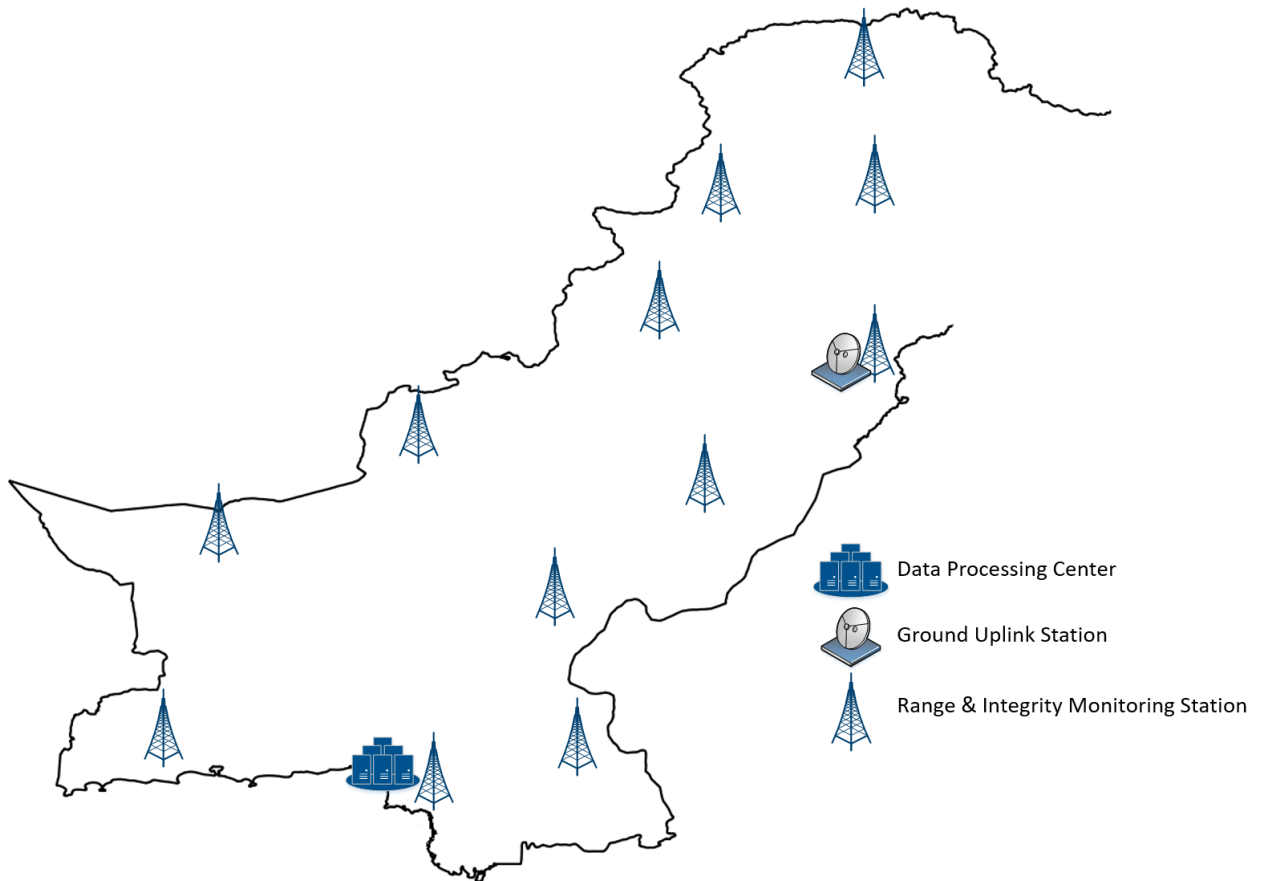 Data Processing Center
Ground Uplink Station
Range & Integrity Monitoring Station